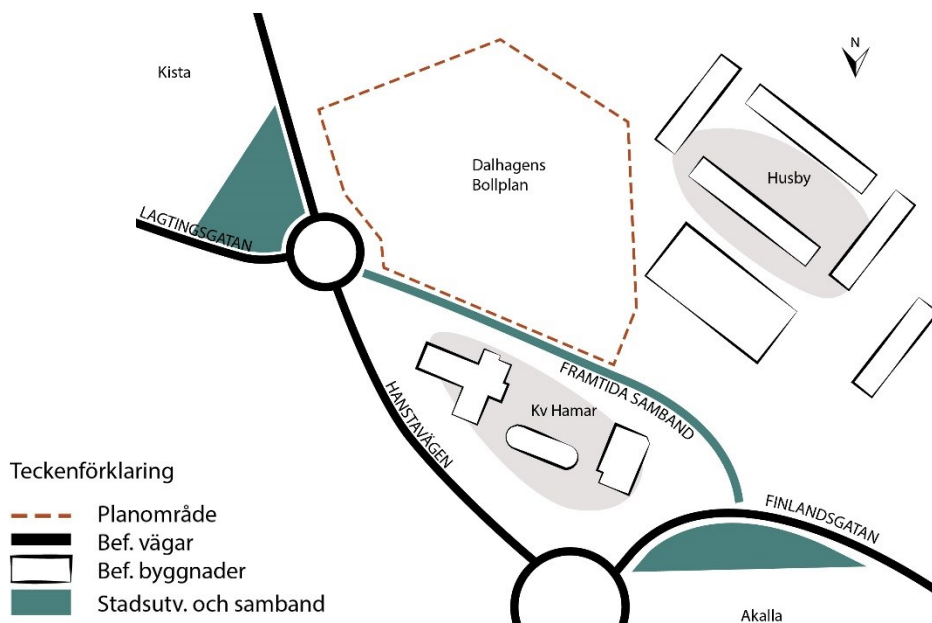 N
Kista
Dalhagens
Bollplan
Husby
LAGTINGSGATAN
FRAMTIDA SAMBAND
HANSTAVÄGEN
Kv Hamar
FINLANDSGATAN
Akalla
Teckenförklaring
Planområde
Bef. vägar
Bef. byggnader
Stadsutv. och samband